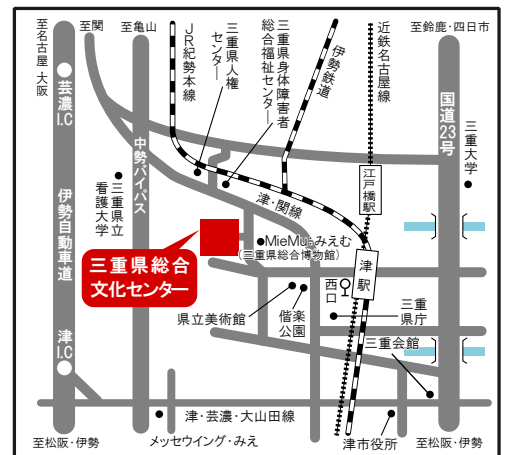 至名古屋・大阪
至関
至亀山
JR紀勢本線
三重県人権
センター
三重県身体障害者
総合福祉センター
伊勢鉄道
近鉄名古屋線
至鈴鹿・四日市
芸濃
I.C
中勢バイパス
国道23号
三重大学
三重県立
看護大学
江戸橋駅
津・関線
伊勢自動車道
MieMu・みえむ
(三重県総合博物館)
三重県総合
文化センター
津駅
西口
県立美術館
偕楽
公園
三重
県庁
津
I.C
三重会館
津・芸濃・大山田線
至松阪・伊勢
メッセウイング・みえ
津市役所
至松阪・伊勢